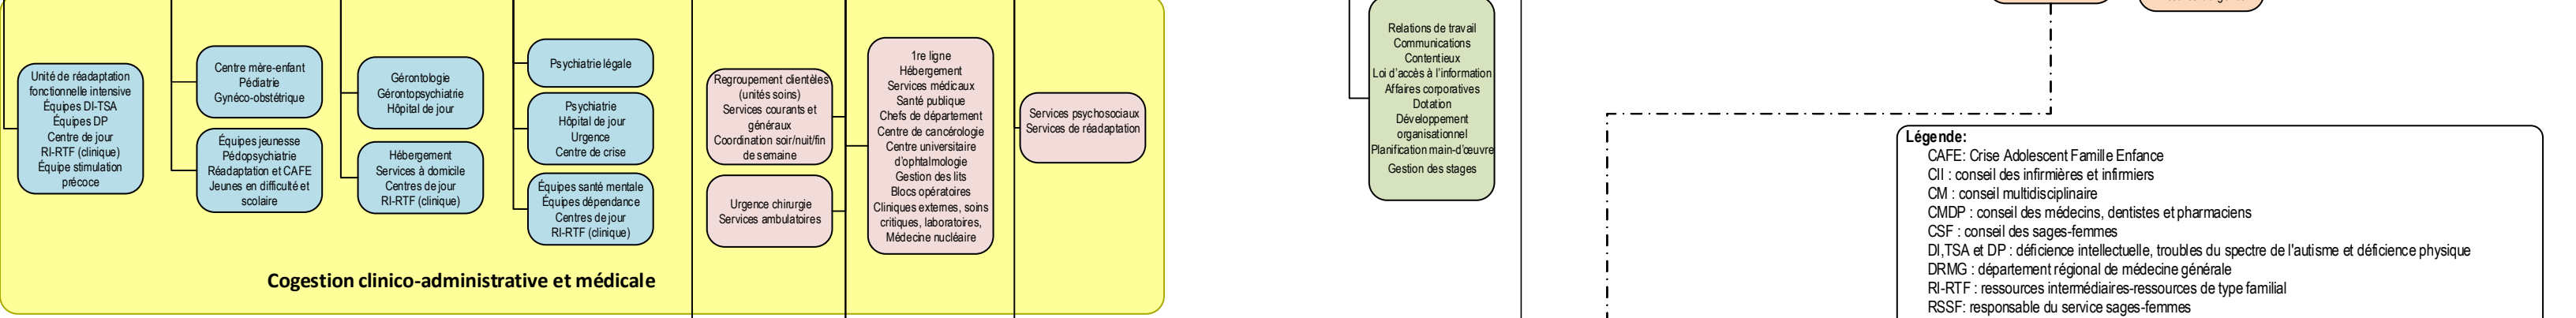 Unité de réadaptation
fonctionnelle intensive
Équipes DI-TSA
Équipes DP
Centre de jour
RI-RTF (clinique)
Équipe stimulation
précoce
Centre mère-enfant
Pédiatrie
Gynéco-obstétrique
Équipes jeunesse
Pédopsychiatrie
Réadaptation et CAFE
Jeunes en difficulté et
scolaire
Gérontologie
Gérontopsychiatrie
Hôpital de jour
Hébergement
Services à domicile
Centres de jour
RI-RTF (clinique)
Psychiatrie légale
Psychiatrie
Hôpital de jour
Urgence
Centre de crise
Équipes santé mentale
Équipes dépendance
Centres de jour
RI-RTF (clinique)
Regroupement clientèles
(unités soins)
Services courants et
généraux
Coordination soir/nuit/fin
de semaine
Urgence chirurgie
Services ambulatoires
1re ligne
Hébergement
Services médicaux
Santé publique
Chefs de département
Centre de cancérologie
Centre universitaire
d'ophtalmologie
Gestion des lits
Blocs opératoires
Cliniques externes, soins
critiques, laboratoires,
Médecine nucléaire
Services psychosociaux
Services de réadaptation
Cogestion clinico-administrative et médicale
Relations de travail
Communications
Contentieux
Loi d'accès à l'information
Affaires corporatives
Dotation
Développement
organisationnel
Planification main-d'œuvre
Gestion des stages
Légende:
CAFE: Crise Adolescent Famille Enfance
CII : conseil des infirmières et infirmiers
CM : conseil multidisciplinaire
CMDP : conseil des médecins, dentistes et pharmaciens
CSF : conseil des sages-femmes
DI,TSA et DP : déficience intellectuelle, troubles du spectre de l'autisme et déficience physique
DRMG : département régional de médecine générale
RI-RTF : ressources intermédiaires-ressources de type familial
RSSF: responsable du service sages-femmes